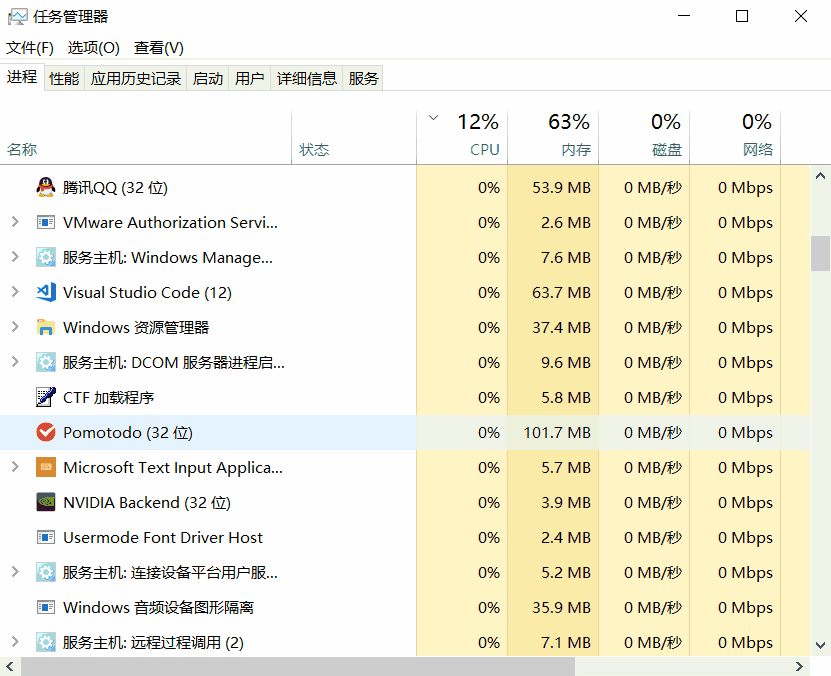 任务管理器
文件(F) 选项(O) 查看(V)
进程 性能 应用历史记录 启动 用户 详细信息 服务
12% 63% 0% 0%
名称 状态 CPU 内存 磁盘 网络
腾讯QQ (32 位) 0% 53.9 MB 0 MB/秒 0 Mbps
VMware Authorization Servi... 0% 2.6 MB 0 MB/秒 0 Mbps
服务主机: Windows Manage... 0% 7.6 MB 0 MB/秒 0 Mbps
Visual Studio Code (12) 0% 63.7 MB 0 MB/秒 0 Mbps
Windows 资源管理器 0% 37.4 MB 0 MB/秒 0 Mbps
服务主机: DCOM 服务器进程启... 0% 9.6 MB 0 MB/秒 0 Mbps
CTF 加载程序 0% 5.8 MB 0 MB/秒 0 Mbps
Pomotodo (32 位) 0% 101.7 MB 0 MB/秒 0 Mbps
Microsoft Text Input Applica... 0% 5.7 MB 0 MB/秒 0 Mbps
NVIDIA Backend (32 位) 0% 3.9 MB 0 MB/秒 0 Mbps
Usermode Font Driver Host 0% 2.4 MB 0 MB/秒 0 Mbps
服务主机: 连接设备平台用户服... 0% 5.2 MB 0 MB/秒 0 Mbps
Windows 音频设备图形隔离 0% 35.9 MB 0 MB/秒 0 Mbps
服务主机: 远程过程调用 (2) 0% 7.1 MB 0 MB/秒 0 Mbps